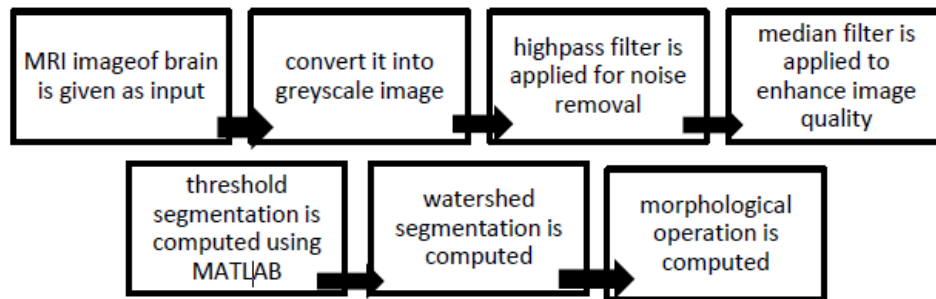 MRI imageof brain
is given as input
convert it into
greyscale image
highpass filter is
applied for noise
removal
median filter is
applied to
enhance image
quality
threshold
segmentation is
computed using
MATLAB
watershed
segmentation is
computed
morphological
operation is
computed